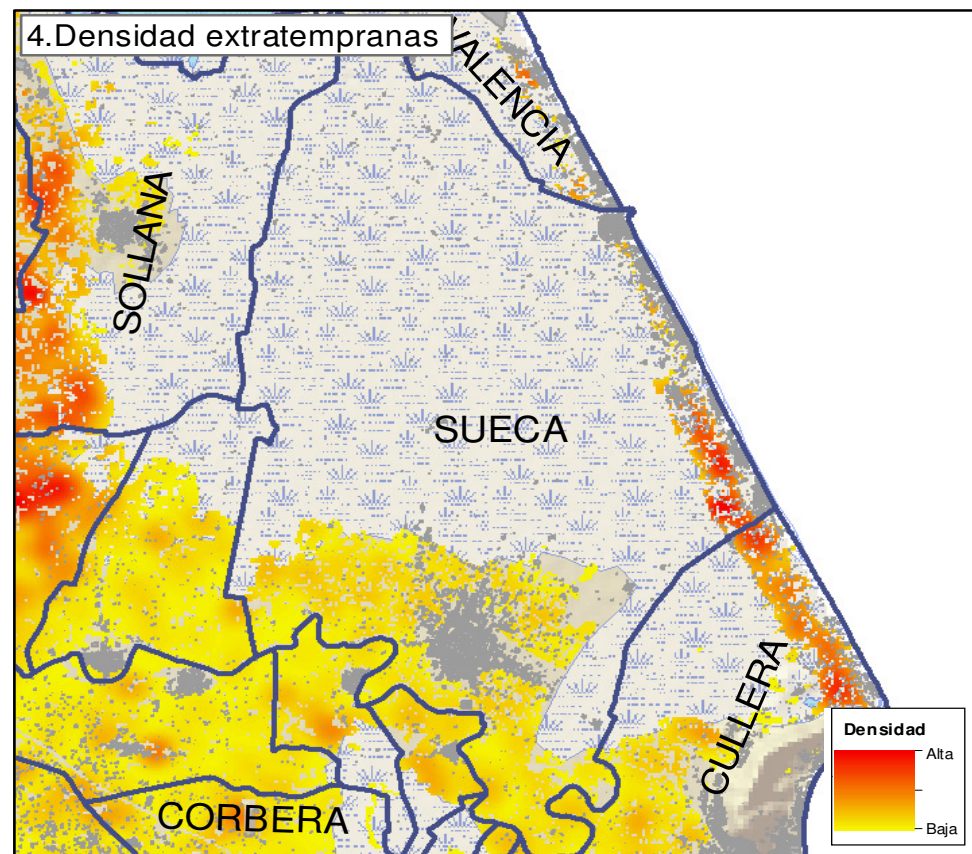 4.Densidad extratempranas
VALENCIA
SOLLANA
SUECA
CULLERA
CORBERA
Densidad
Alta
Baja